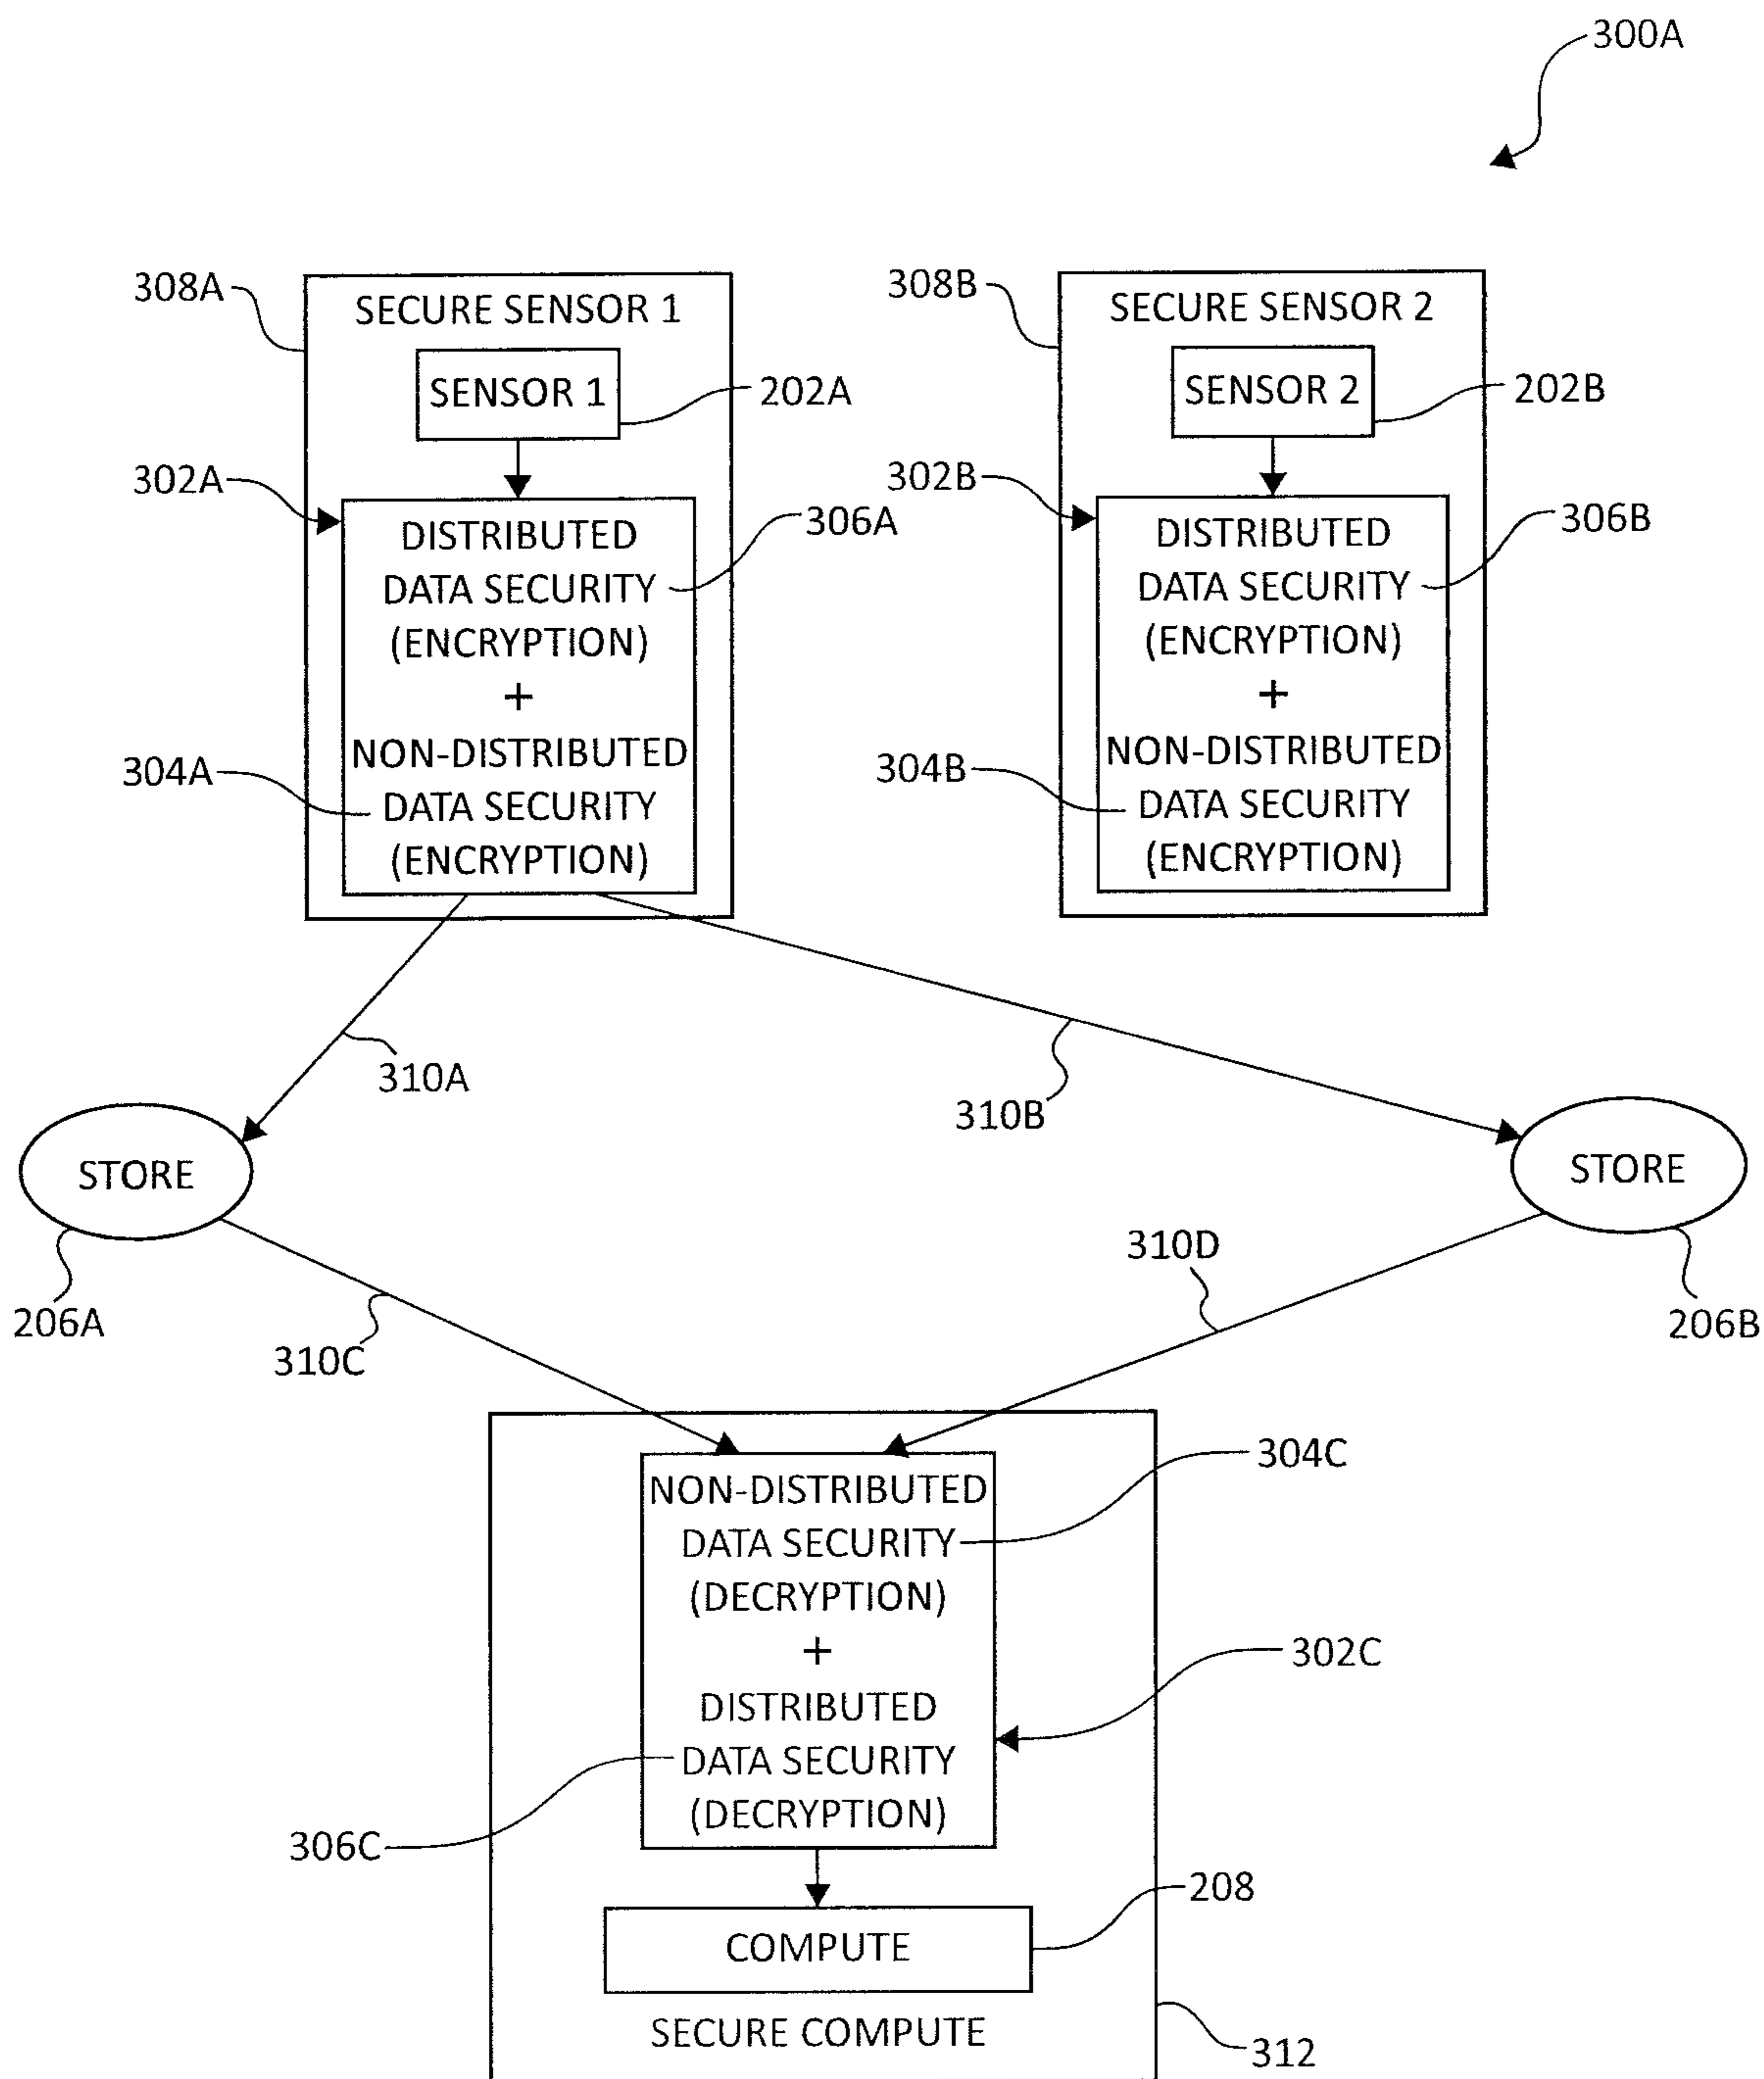 300A
308A
SECURE SENSOR 1
308B
SECURE SENSOR 2
SENSOR 1
202A
SENSOR 2
202B
302A
302B
DISTRIBUTED
DATA SECURITY
(ENCRYPTION)
+
NON-DISTRIBUTED
DATA SECURITY
(ENCRYPTION)
306A
304A
DISTRIBUTED
DATA SECURITY
(ENCRYPTION)
+
NON-DISTRIBUTED
DATA SECURITY
(ENCRYPTION)
306B
304B
310A
310B
STORE
STORE
206A
310C
310D
206B
NON-DISTRIBUTED
DATA SECURITY
(DECRYPTION)
+
DISTRIBUTED
DATA SECURITY
(DECRYPTION)
304C
302C
306C
208
COMPUTE
SECURE COMPUTE
312